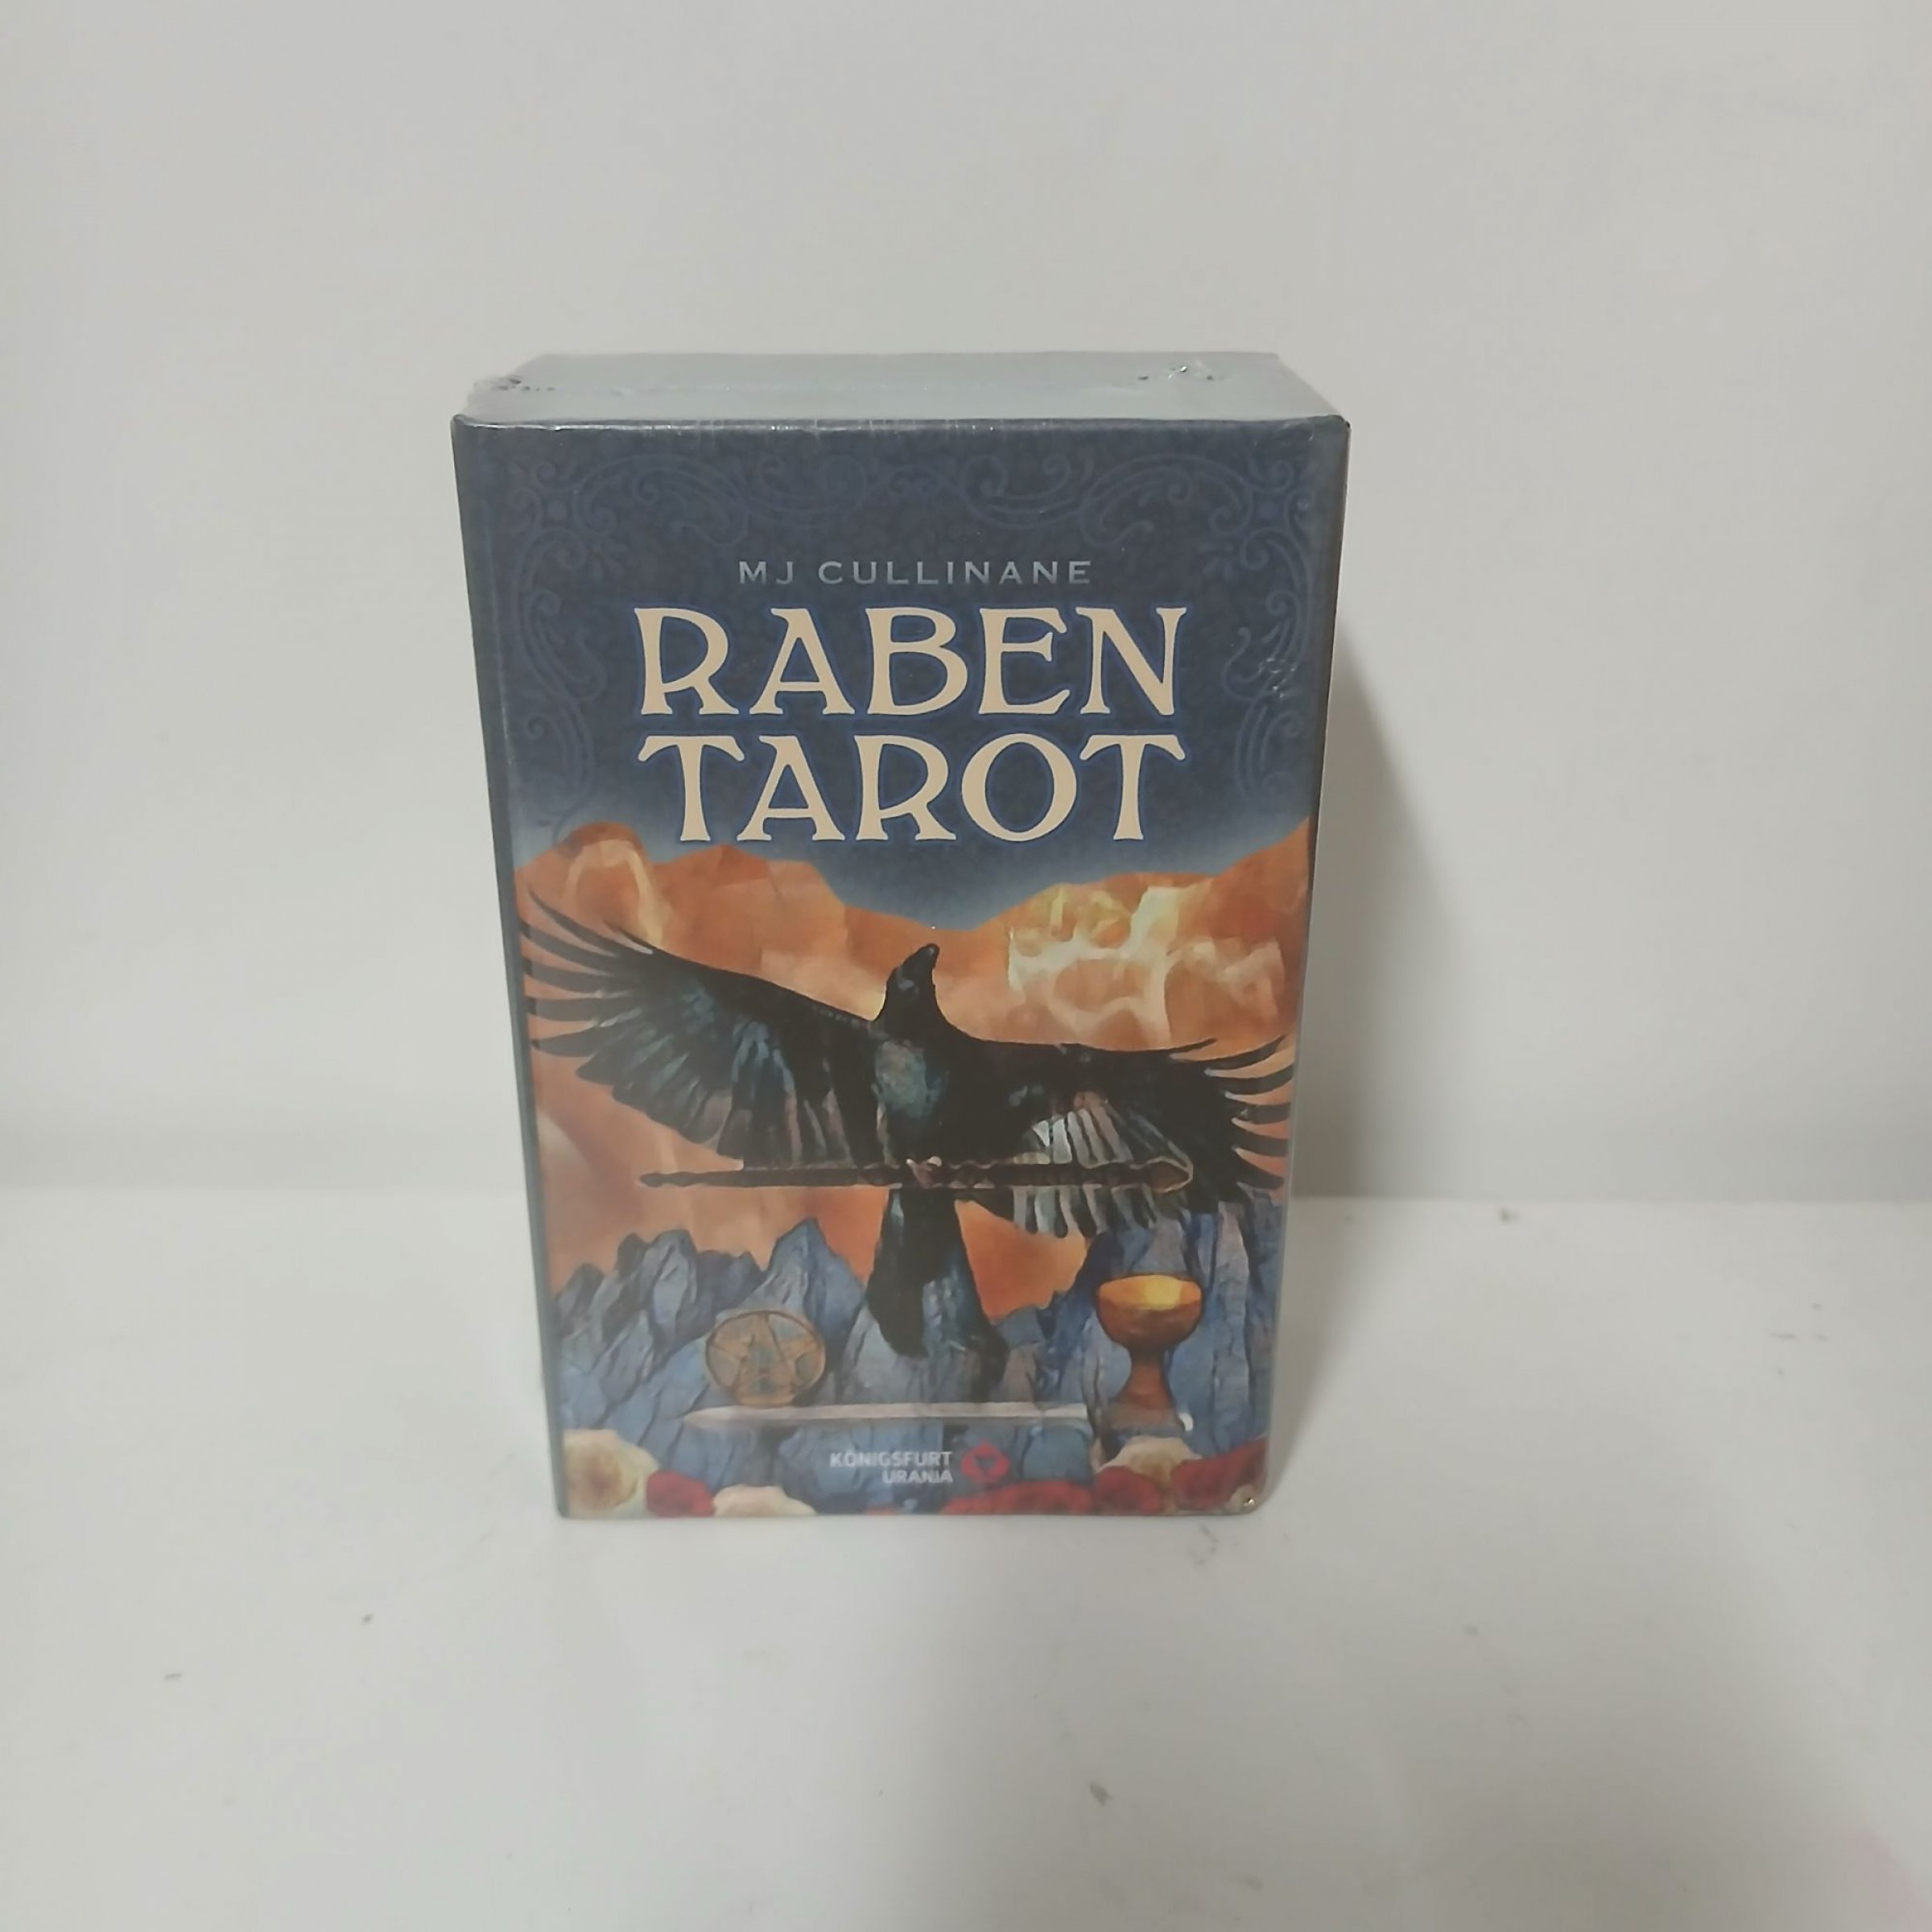 MJ CULLINANE
RABEN
TAROT
KÖNIGSFURT
URANIA